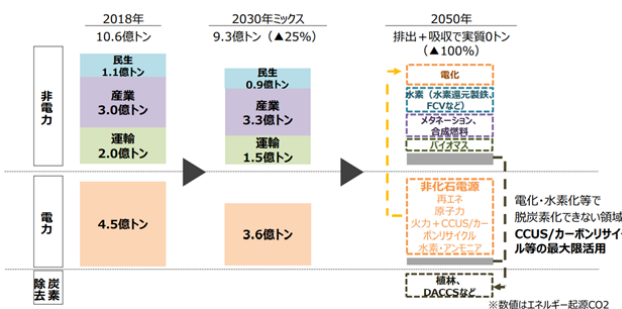 2018年
10.6億トン
2030年ミックス
9.3億トン（▲25%）
2050年
排出＋吸収で実質0トン
（▲100%）
非電力
民生
1.1億トン
産業
3.0億トン
運輸
2.0億トン
民生
0.9億トン
産業
3.3億トン
運輸
1.5億トン
電化
水素（水素還元製鉄、
FCVなど）
メタネーション、
合成燃料
バイオマス
電力
4.5億トン
3.6億トン
非化石電源
再エネ
原子力
火力＋CCUS/カー
ボンリサイクル
水素・アンモニア
電化・水素化等で
脱炭素化できない領域
CCUS/カーボンリサイク
ル等の最大限活用
炭素
除去
植林、
DACCSなど
※数値はエネルギー起源CO2